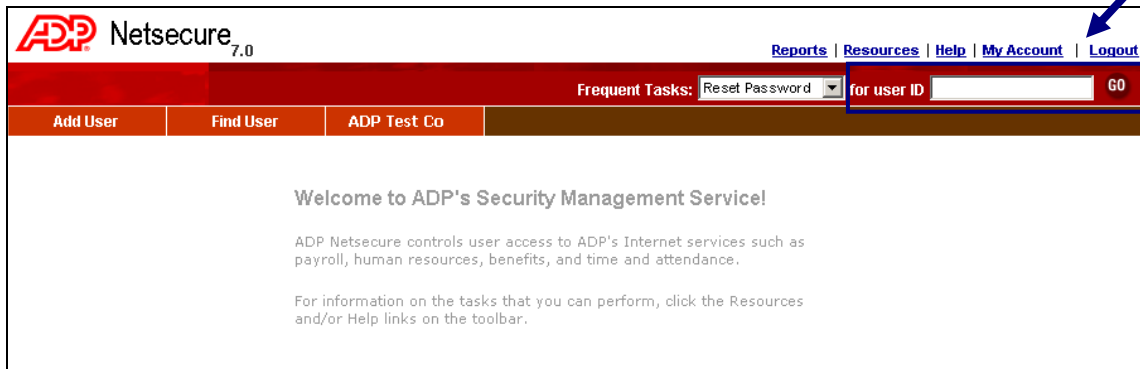 ADP Netsecure 7.0
Reports | Resources | Help | My Account | Logout
Frequent Tasks: Reset Password for user ID GO
Add User Find User ADP Test Co
Welcome to ADP's Security Management Service!
ADP Netsecure controls user access to ADP's Internet services such as
payroll, human resources, benefits, and time and attendance.
For information on the tasks that you can perform, click the Resources
and/or Help links on the toolbar.